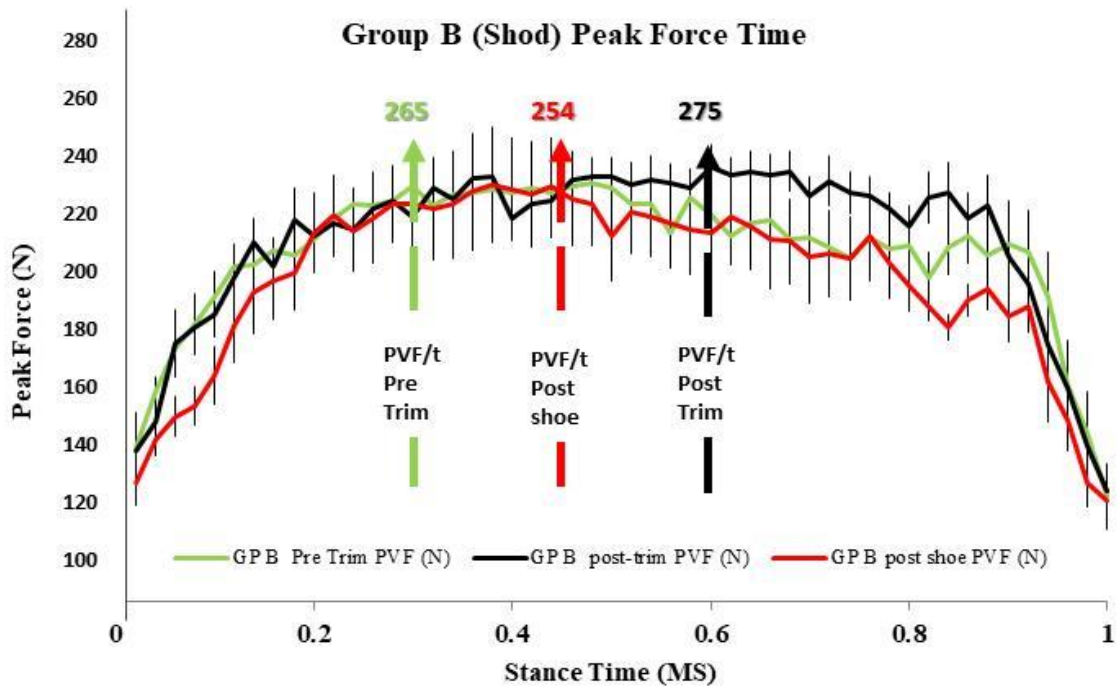 Group B (Shod) Peak Force Time
280
260
240
220
200
180
160
140
120
100
Peak Force (N)
265
254
275
PVF/t
Pre
Trim
PVF/t
Post
shoe
PVF/t
Post
Trim
GP B Pre Trim PVF (N)
GP B post-trim PVF (N)
GP B post shoe PVF (N)
0
0.2
0.4
0.6
0.8
1
Stance Time (MS)